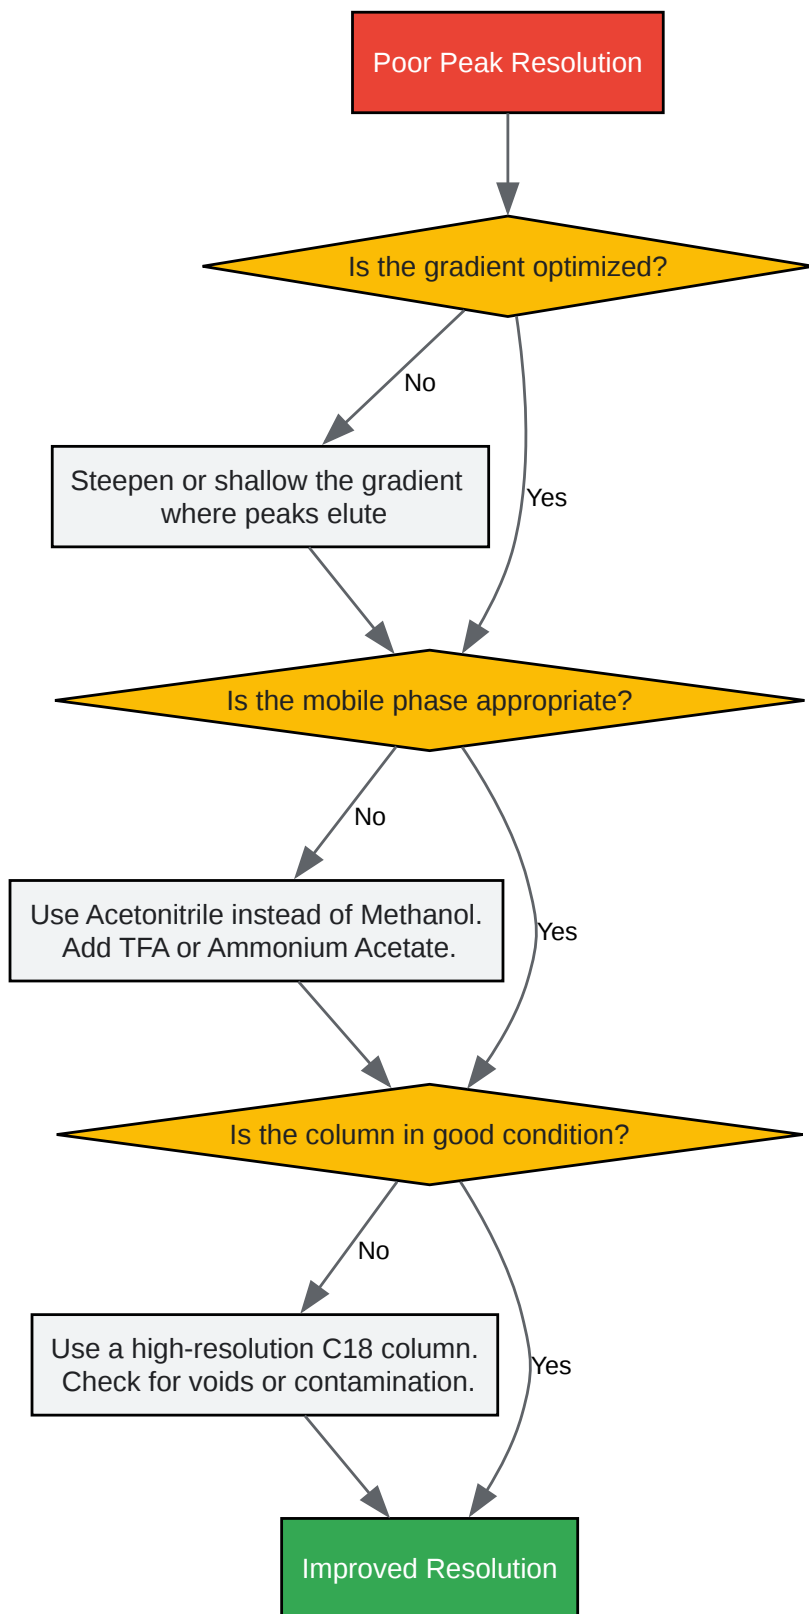 Poor Peak Resolution
Is the gradient optimized?
No
Steepen or shallow the gradient
where peaks elute
Yes
Is the mobile phase appropriate?
No
Use Acetonitrile instead of Methanol.
Add TFA or Ammonium Acetate.
Yes
Is the column in good condition?
No
Use a high-resolution C18 column.
Check for voids or contamination.
Yes
Improved Resolution